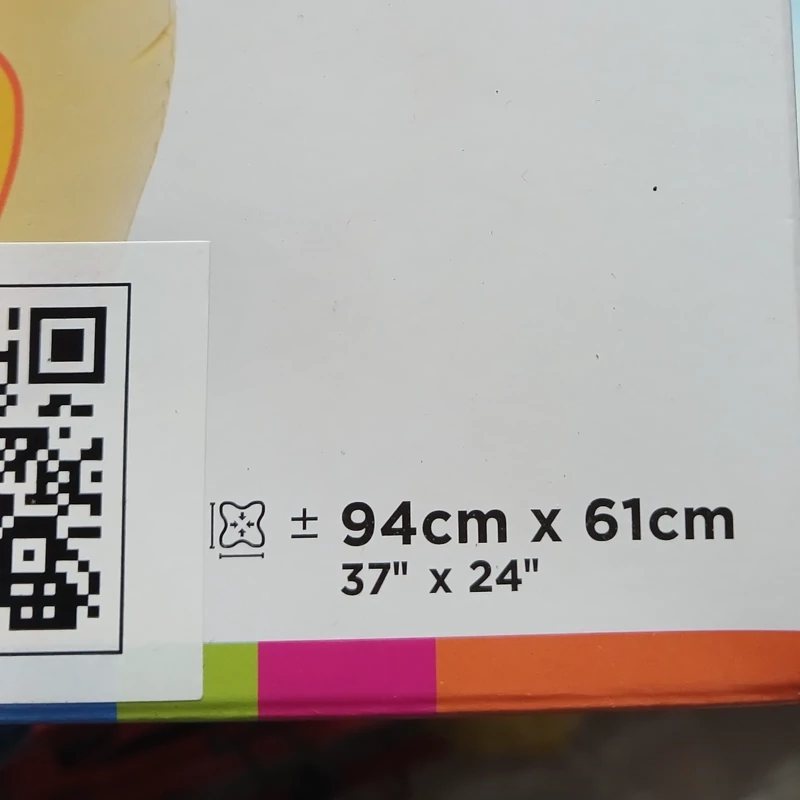 ± 94cm x 61cm
37" x 24"